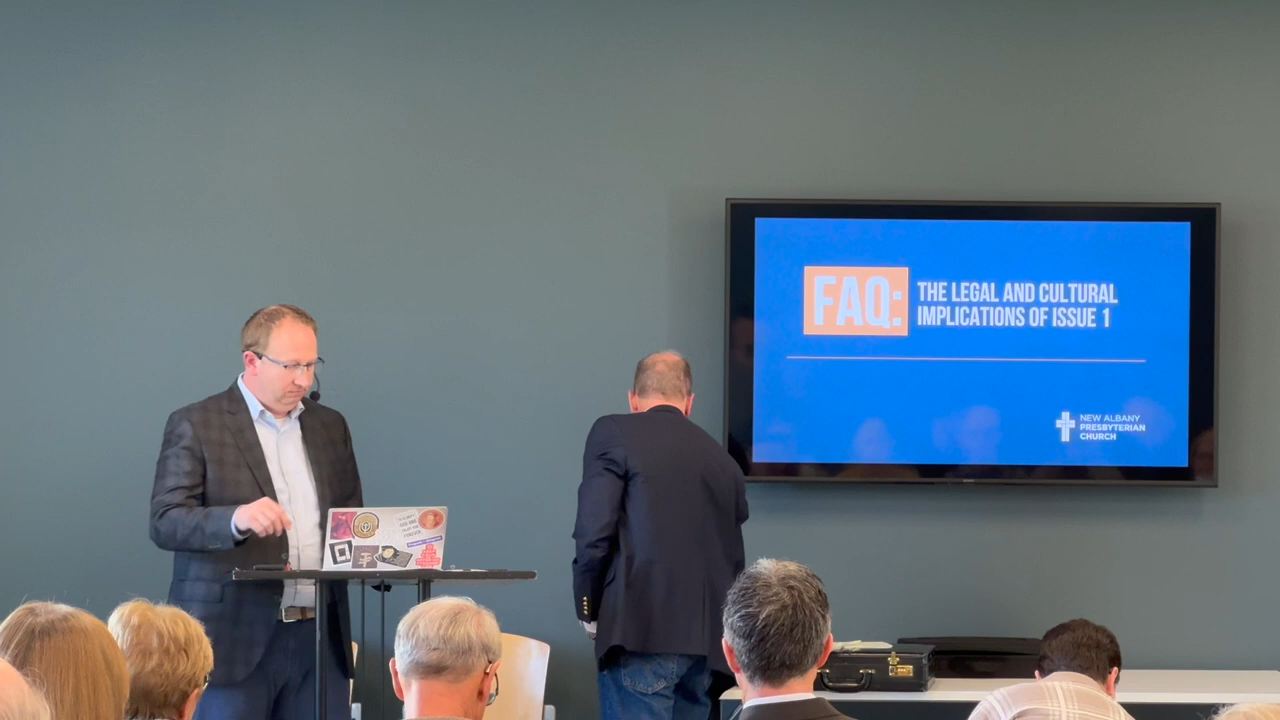 FAQ:
THE LEGAL AND CULTURAL
IMPLICATIONS OF ISSUE 1
NEW ALBANY
PRESBYTERIAN
CHURCH